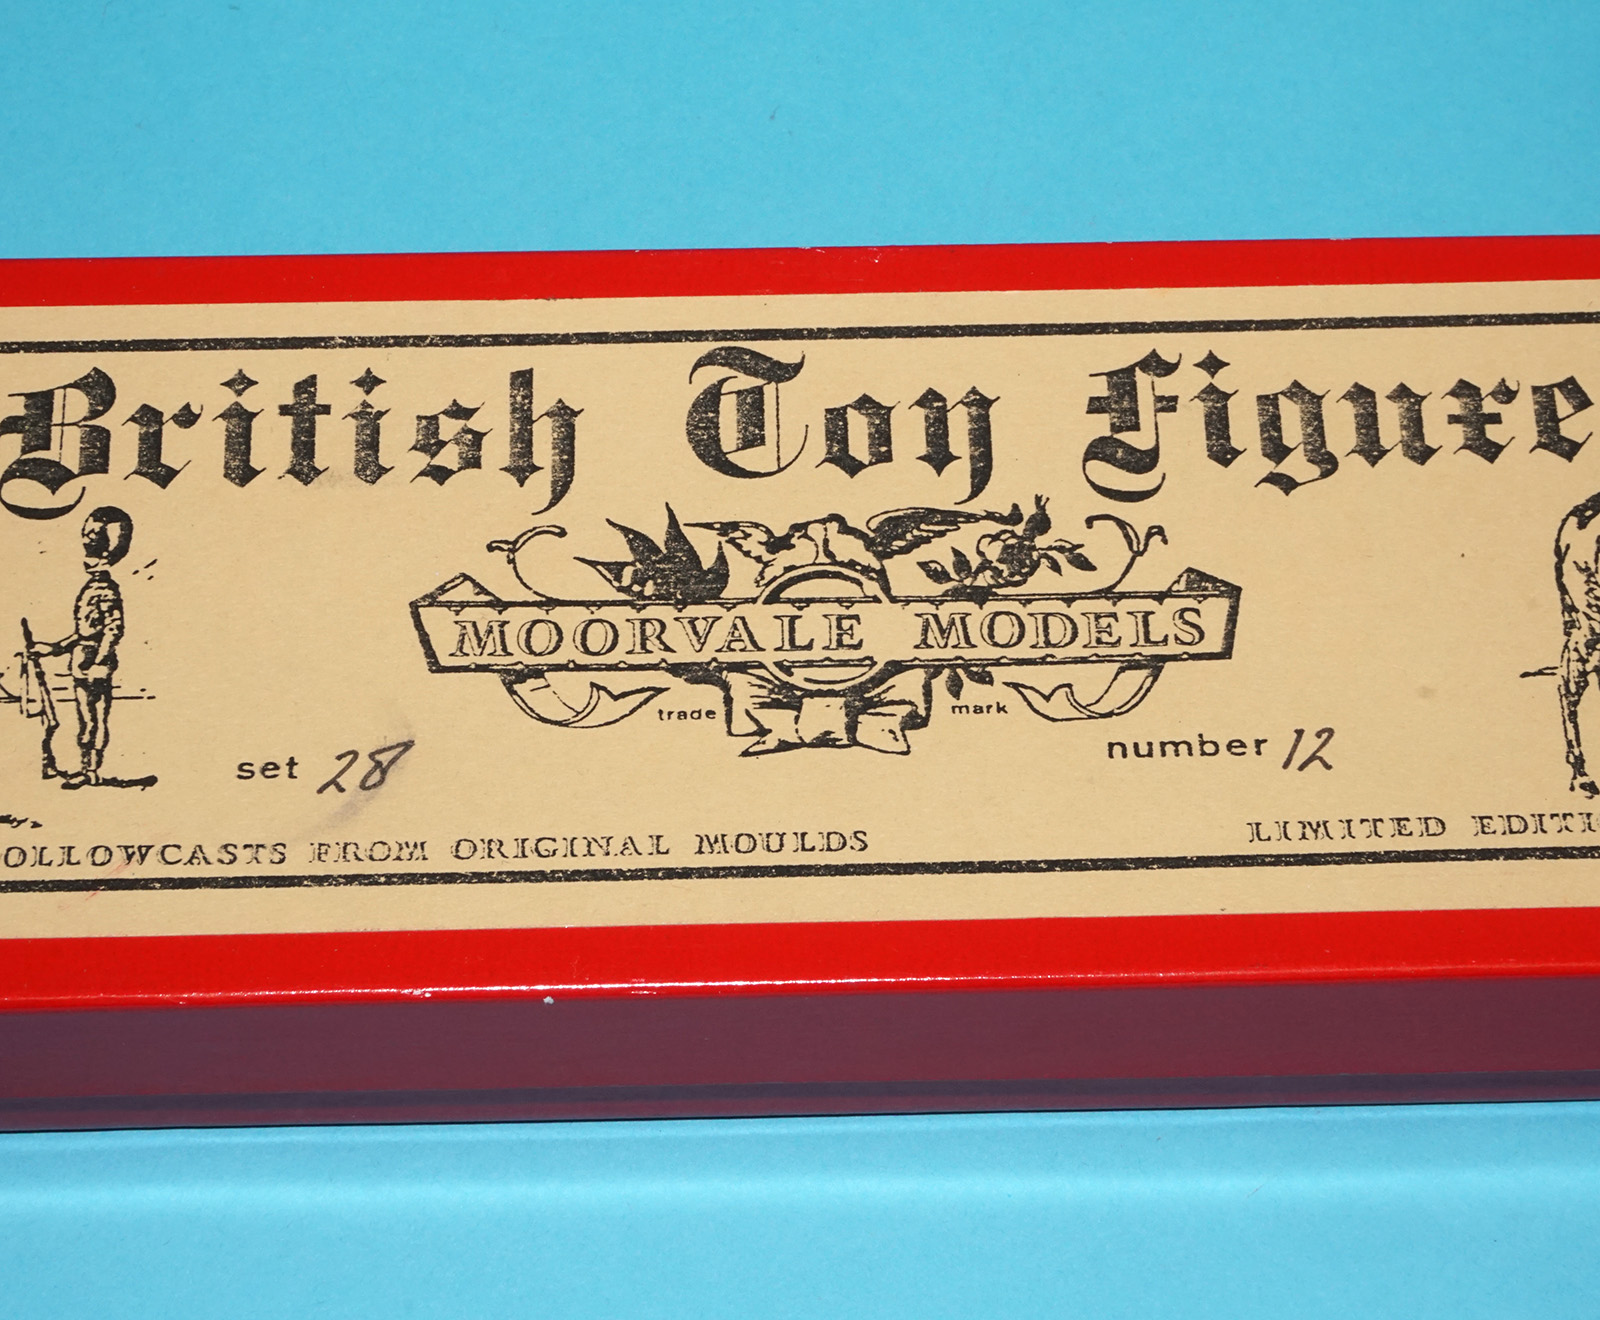 British Toy Figure
MOORVALE MODELS
trade mark
set 28
number 12
OLLOWCASTS FROM ORIGINAL MOULDS
LIMITED EDITI